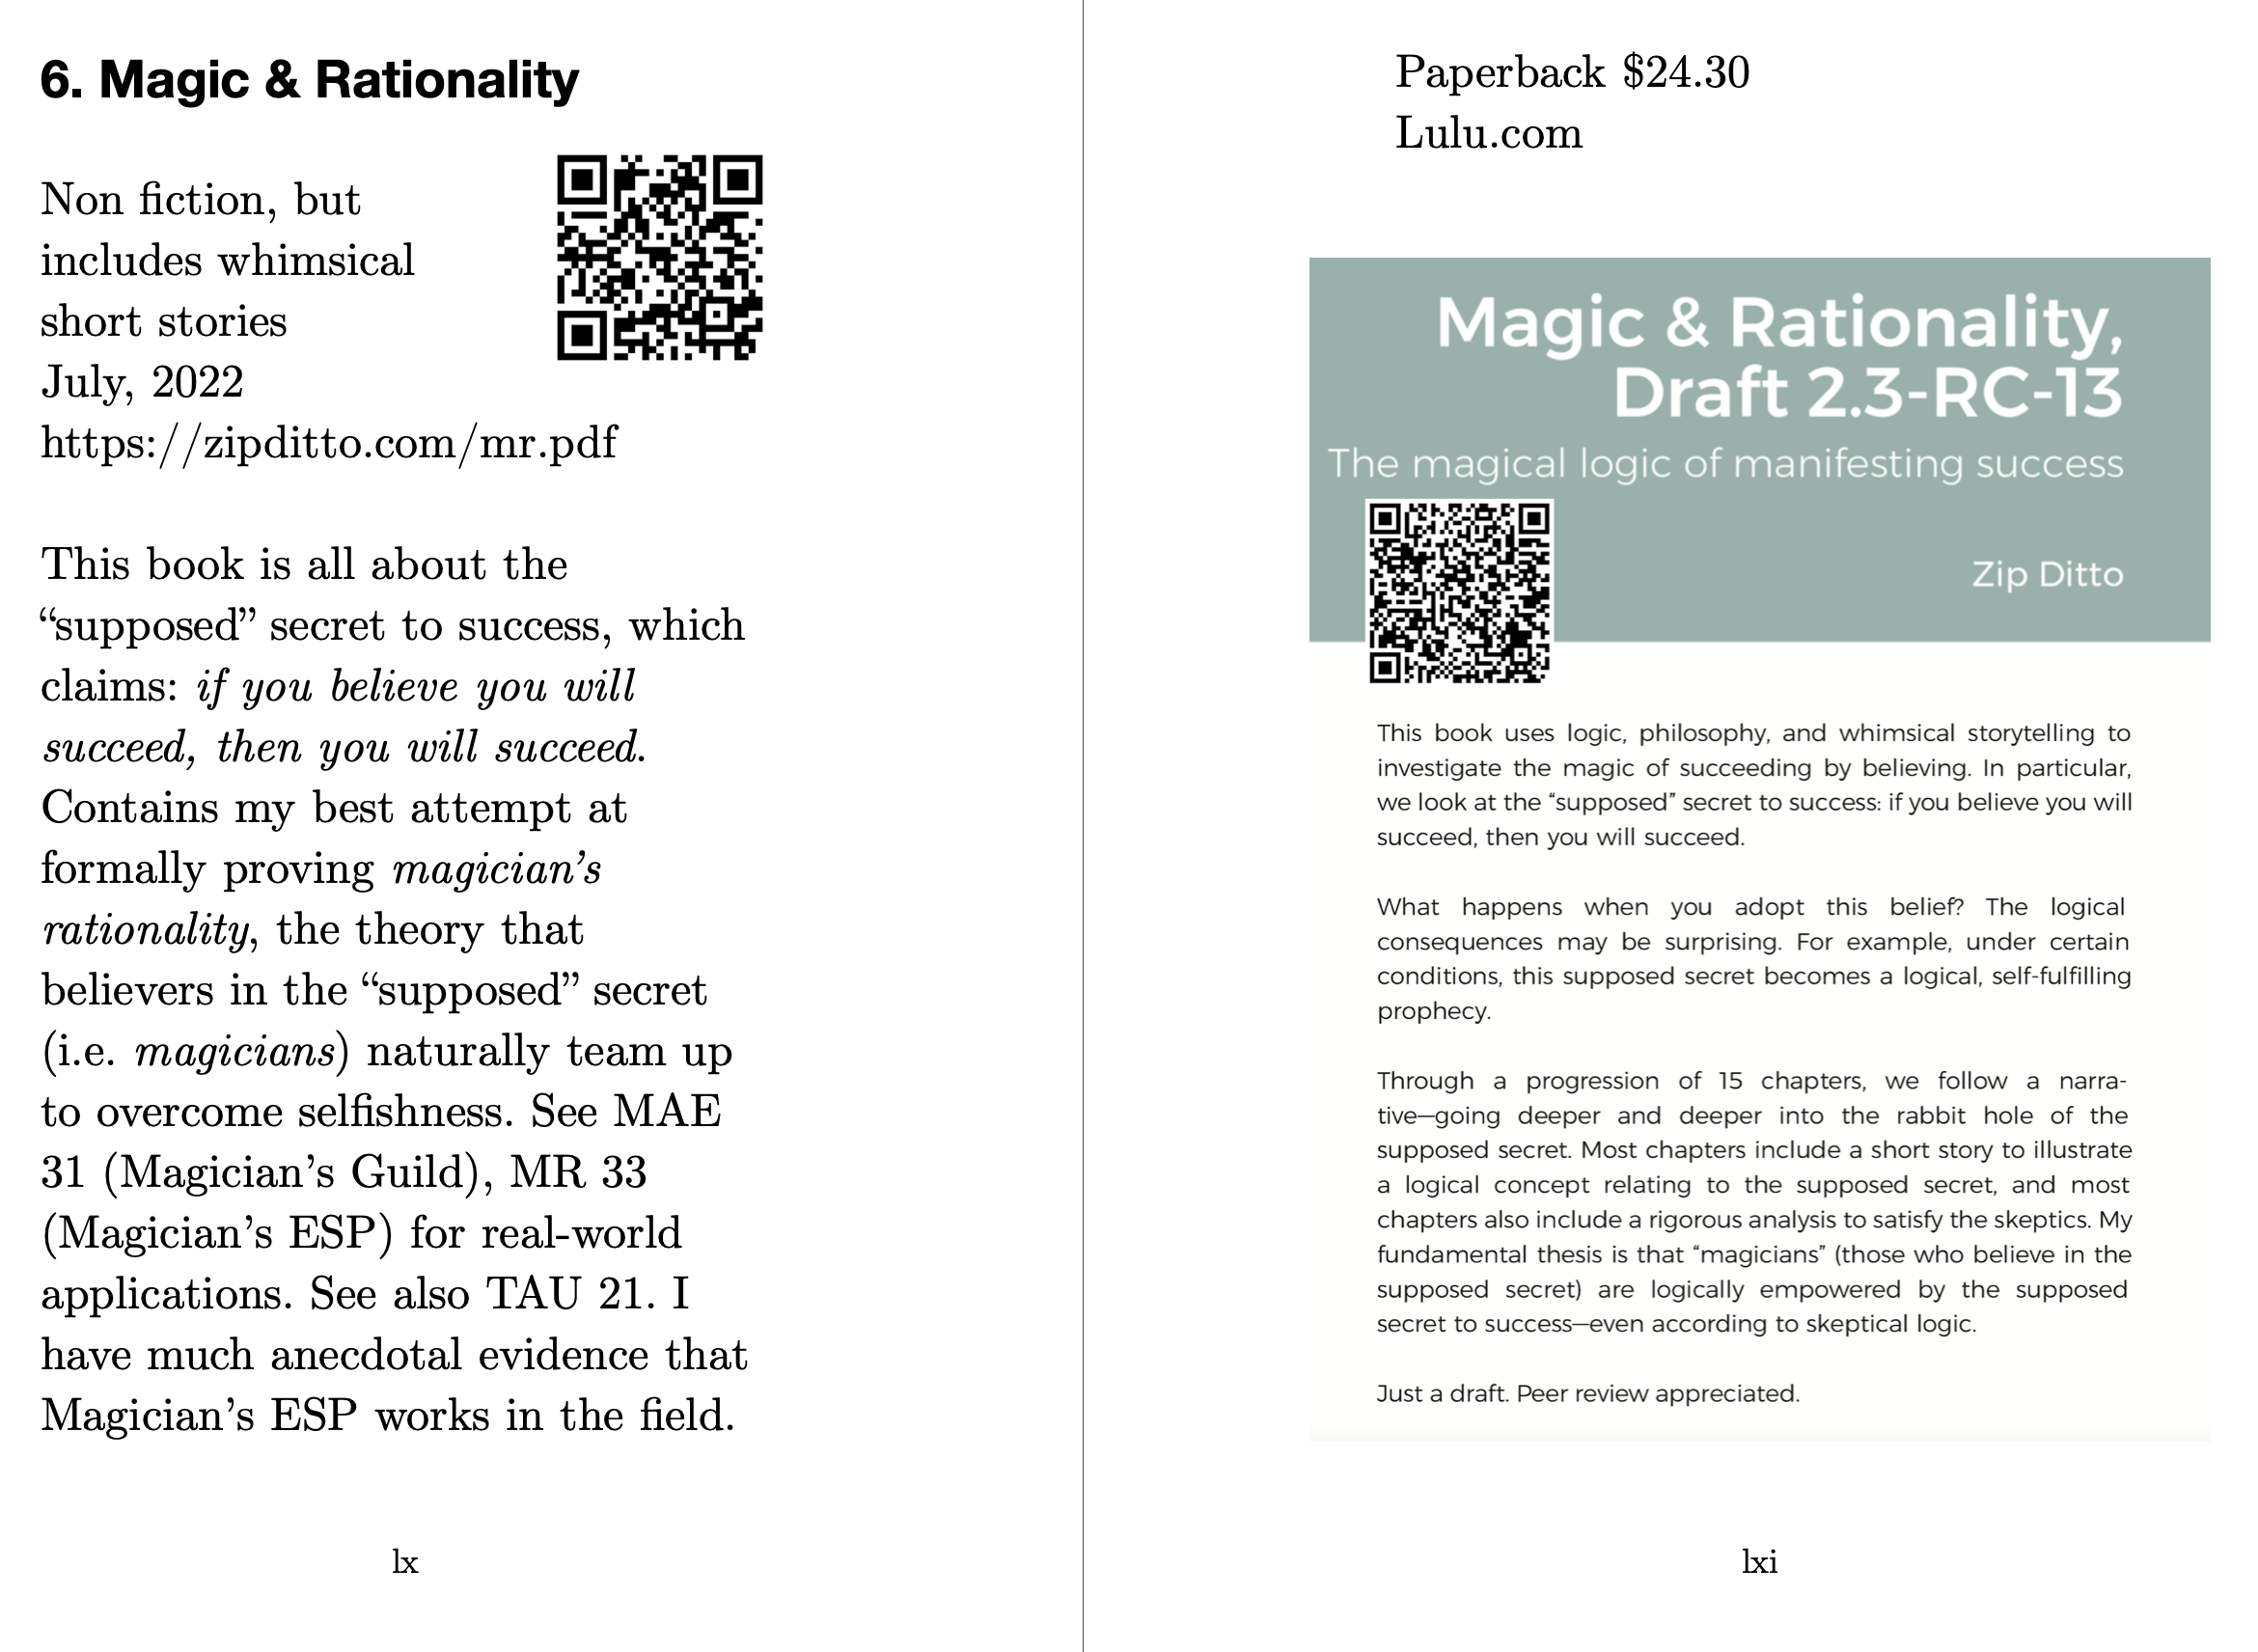 6. Magic & Rationality
Non fiction, but
includes whimsical
short stories
July, 2022
https://zipditto.com/mr.pdf
This book is all about the
“supposed” secret to success, which
claims: if you believe you will
succeed, then you will succeed.
Contains my best attempt at
formally proving magician’s
rationality, the theory that
believers in the “supposed” secret
(i.e. magicians) naturally team up
to overcome selfishness. See MAE
31 (Magician’s Guild), MR 33
(Magician’s ESP) for real-world
applications. See also TAU 21. I
have much anecdotal evidence that
Magician’s ESP works in the field.
lx
Paperback $24.30
Lulu.com
Magic & Rationality,
Draft 2.3-RC-13
The magical logic of manifesting success
Zip Ditto
This book uses logic, philosophy, and whimsical storytelling to
investigate the magic of succeeding by believing. In particular,
we look at the “supposed” secret to success: if you believe you will
succeed, then you will succeed.
What happens when you adopt this belief? The logical
consequences may be surprising. For example, under certain
conditions, this supposed secret becomes a logical, self-fulfilling
prophecy.
Through a progression of 15 chapters, we follow a narra-
tive—going deeper and deeper into the rabbit hole of the
supposed secret. Most chapters include a short story to illustrate
a logical concept relating to the supposed secret, and most
chapters also include a rigorous analysis to satisfy the skeptics. My
fundamental thesis is that “magicians” (those who believe in the
supposed secret) are logically empowered by the supposed
secret to success—even according to skeptical logic.
Just a draft. Peer review appreciated.
lxi